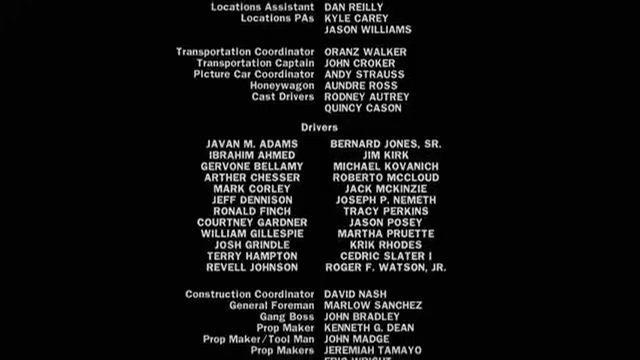 Locations Assistant DAN REILLY
Locations PAs KYLE CAREY
JASON WILLIAMS
Transportation Coordinator ORANZ WALKER
Transportation Captain JOHN CROKER
Picture Car Coordinator ANDY STRAUSS
Honeywagon AUNDRE ROSS
Cast Drivers RODNEY AUTREY
QUINCY CASON
Drivers
JAVAN M. ADAMS BERNARD JONES, SR.
IBRAHIM AHMED JIM KIRK
GERVONE BELLAMY MICHAEL KOVANICH
ARTHER CHESSER ROBERTO MCCLOUD
MARK CORLEY JACK MCKINZIE
JEFF DENNISON JOSEPH P. NEMETH
RONALD FINCH TRACY PERKINS
COURTNEY GARDNER JASON POSEY
WILLIAM GILLESPIE MARTHA PRUETTE
JOSH GRINDLE KRIK RHODES
TERRY HAMPTON CEDRIC SLATER I
REVELL JOHNSON ROGER F. WATSON, JR.
Construction Coordinator DAVID NASH
General Foreman MARLOW SANCHEZ
Gang Boss JOHN BRADLEY
Prop Maker KENNETH G. DEAN
Prop Maker/Tool Man JOHN MADGE
Prop Makers JEREMIAH TAMAYO
ERIC WRIGHT